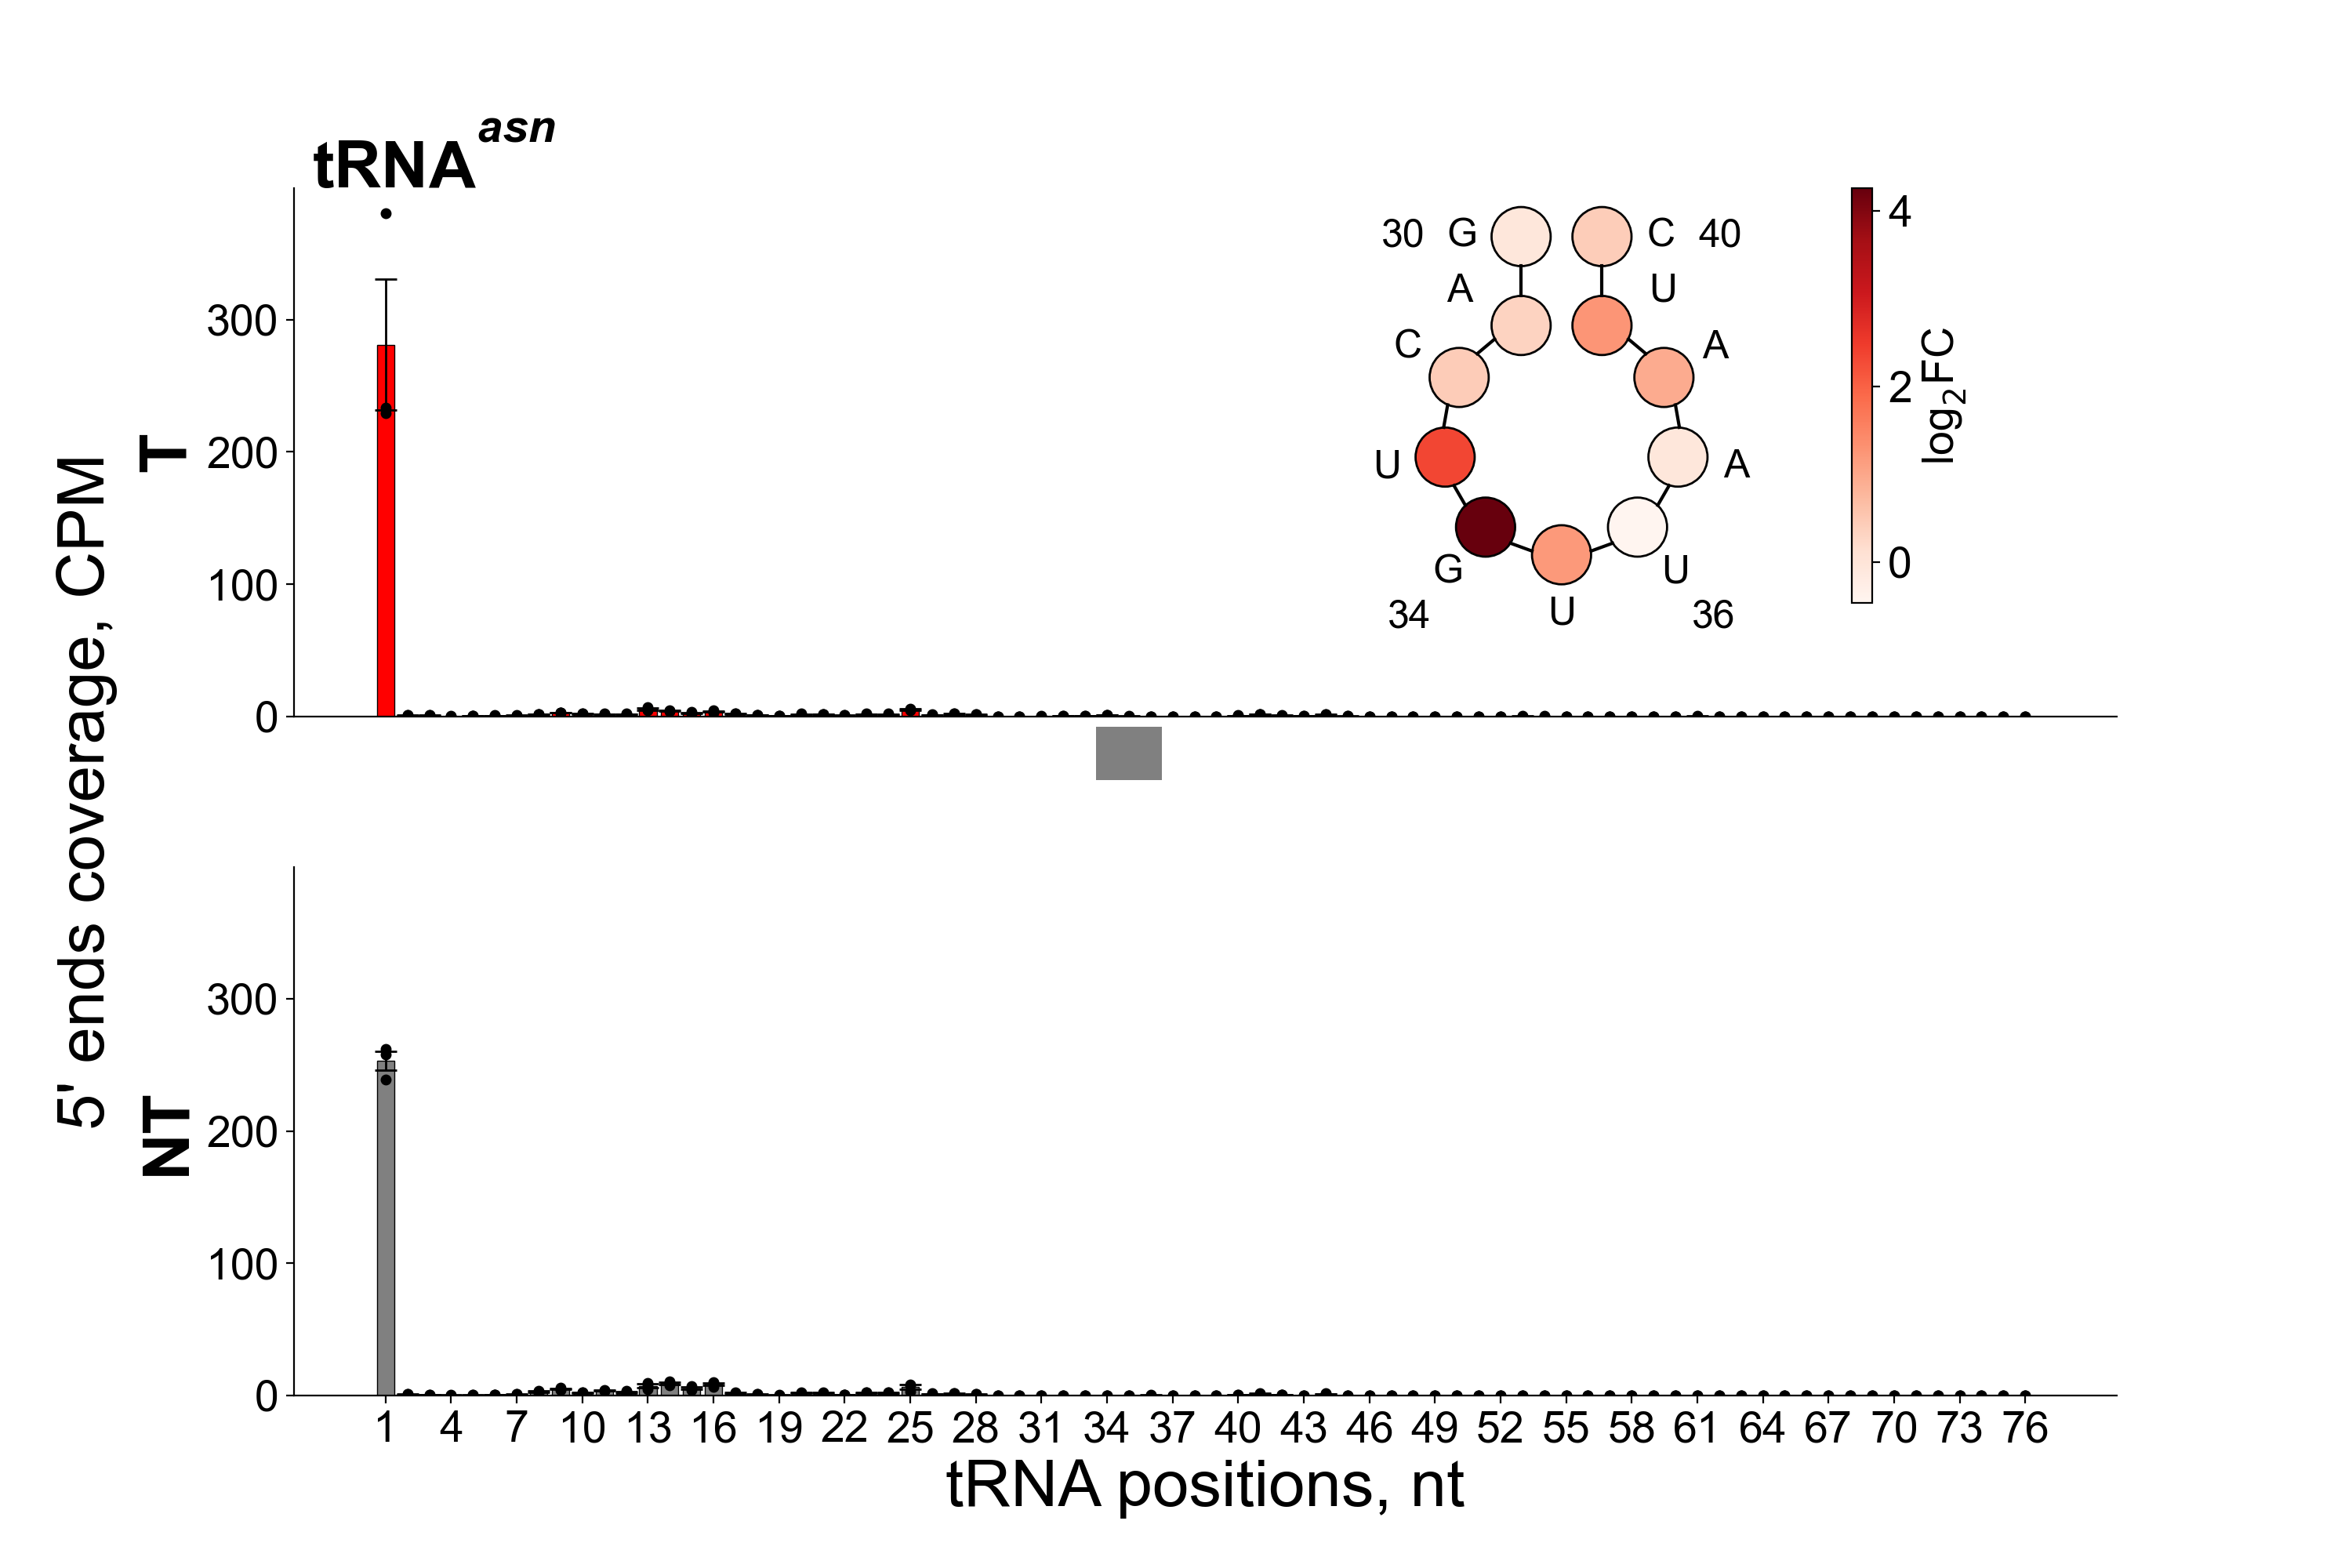 tRNA^asn
5' ends coverage, CPM
T
300
200
100
0
30 G C 40
A U
C A
U A
G U
34 U 36
4
2
0
log₂FC
NT
300
200
100
0
1 4 7 10 13 16 19 22 25 28 31 34 37 40 43 46 49 52 55 58 61 64 67 70 73 76
tRNA positions, nt